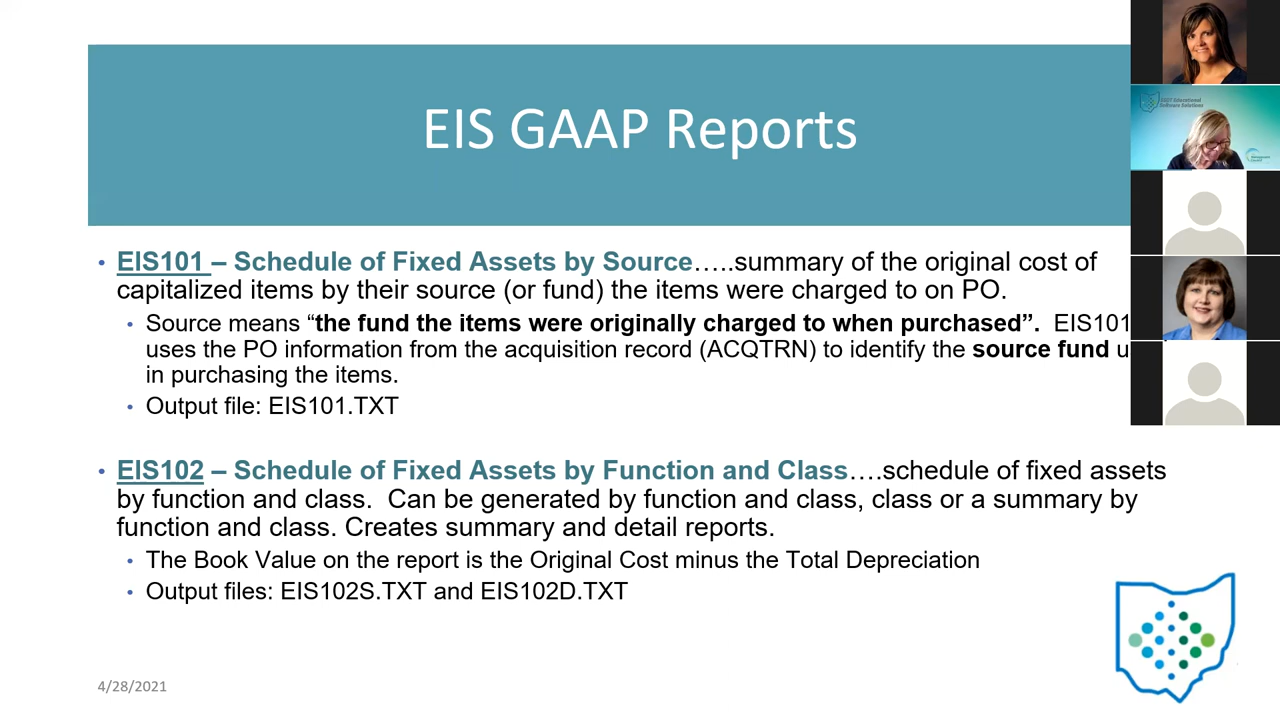 EIS GAAP Reports
• EIS101 – Schedule of Fixed Assets by Source…..summary of the original cost of
capitalized items by their source (or fund) the items were charged to on PO.
• Source means “the fund the items were originally charged to when purchased”. EIS101
uses the PO information from the acquisition record (ACQTRN) to identify the source fund
in purchasing the items.
• Output file: EIS101.TXT
• EIS102 – Schedule of Fixed Assets by Function and Class….schedule of fixed assets
by function and class. Can be generated by function and class, class or a summary by
function and class. Creates summary and detail reports.
• The Book Value on the report is the Original Cost minus the Total Depreciation
• Output files: EIS102S.TXT and EIS102D.TXT
4/28/2021